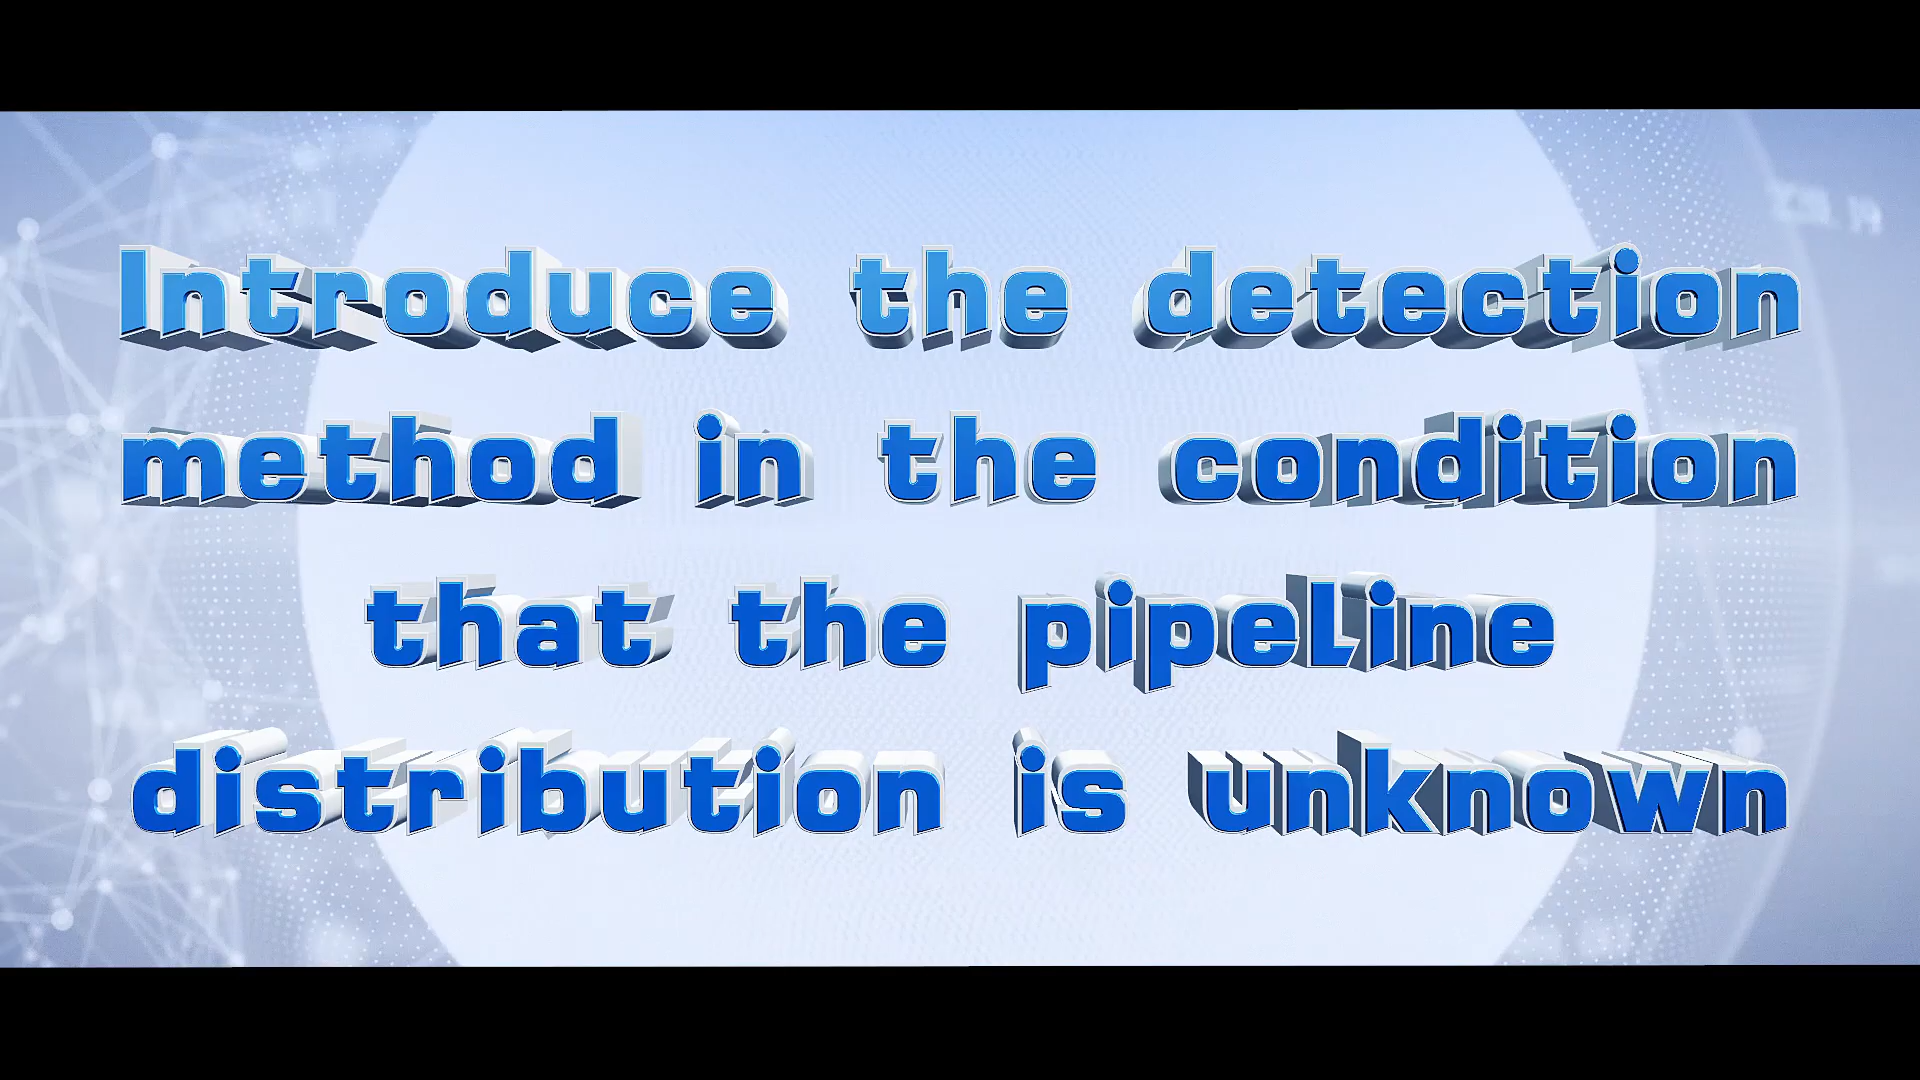 Introduce the detection
method in the condition
that the pipeline
distribution is unknown